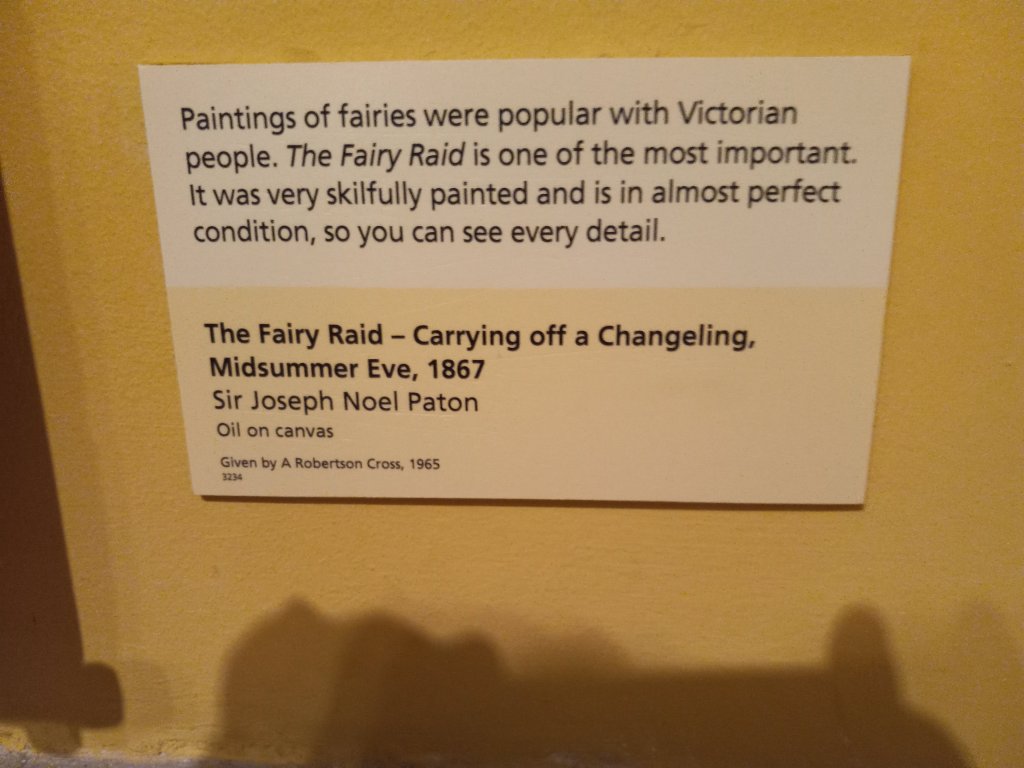 Paintings of fairies were popular with Victorian
people. The Fairy Raid is one of the most important.
It was very skilfully painted and is in almost perfect
condition, so you can see every detail.
The Fairy Raid – Carrying off a Changeling,
Midsummer Eve, 1867
Sir Joseph Noel Paton
Oil on canvas
Given by A Robertson Cross, 1965
3234